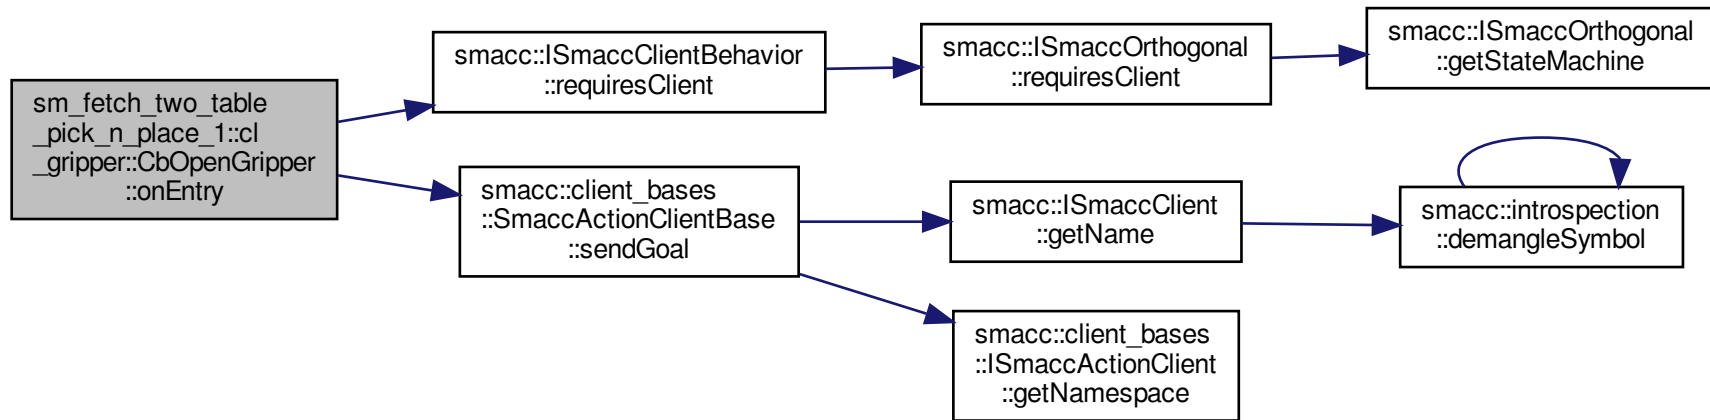 sm_fetch_two_table
_pick_n_place_1::cl
_gripper::CbOpenGripper
::onEntry
smacc::ISmaccClientBehavior
::requiresClient
smacc::ISmaccOrthogonal
::requiresClient
smacc::ISmaccOrthogonal
::getStateMachine
smacc::client_bases
::SmaccActionClientBase
::sendGoal
smacc::ISmaccClient
::getName
smacc::introspection
::demangleSymbol
smacc::client_bases
::ISmaccActionClient
::getNamespace